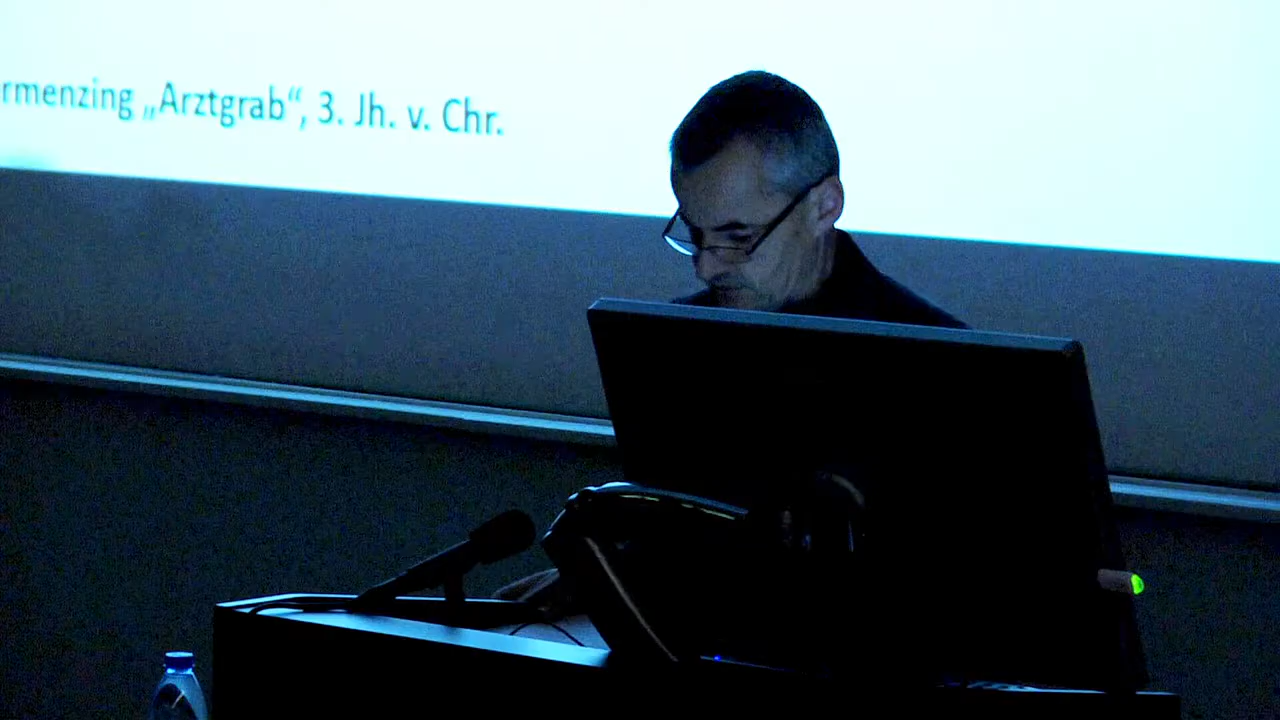 rmenzing „Arztgrab“, 3. Jh. v. Chr.